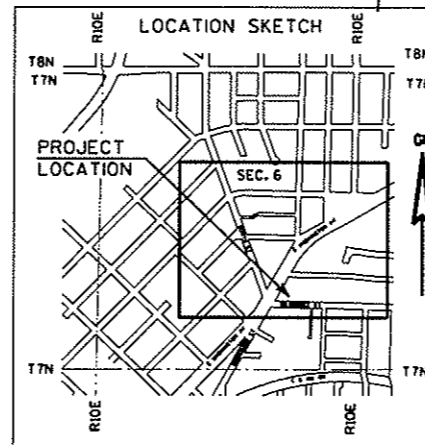 LOCATION SKETCH
R10E
R10E
T8N
T7N
T8N
T7N
PROJECT
LOCATION
SEC. 6
T7N
T7N
R10E
R10E